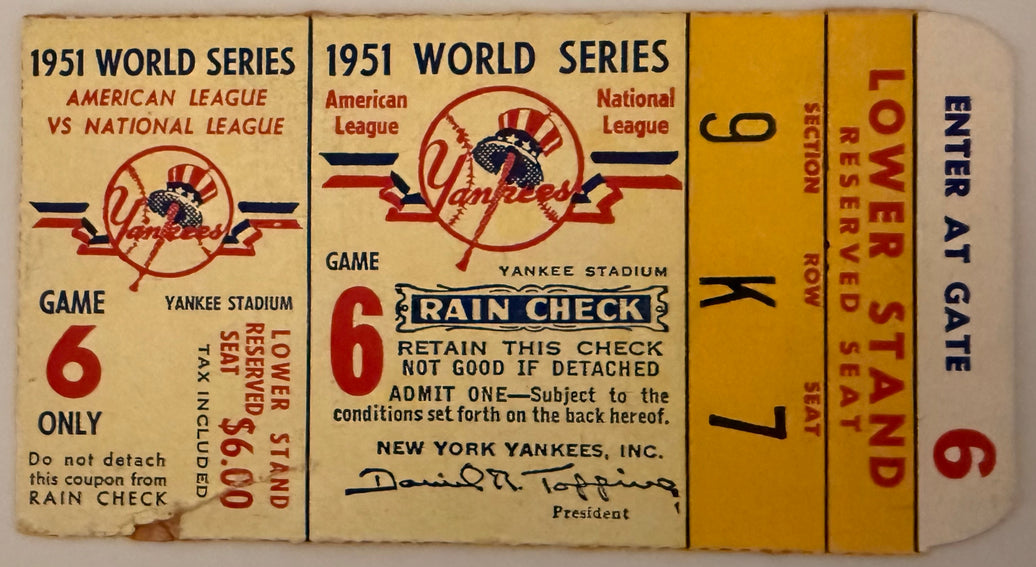 1951 WORLD SERIES
AMERICAN LEAGUE
VS NATIONAL LEAGUE
Yankees
GAME
6
ONLY
YANKEE STADIUM
LOWER STAND
RESERVED
SEAT $6.00
TAX INCLUDED
Do not detach
this coupon from
RAIN CHECK
1951 WORLD SERIES
American
League
National
League
Yankees
GAME
6
YANKEE STADIUM
RAIN CHECK
RETAIN THIS CHECK
NOT GOOD IF DETACHED
ADMIT ONE—Subject to the
conditions set forth on the back hereof.
NEW YORK YANKEES, INC.
Daniel R. Topping
President
SECTION ROW SEAT
9 K 7
LOWER STAND
RESERVED SEAT
ENTER AT GATE 6